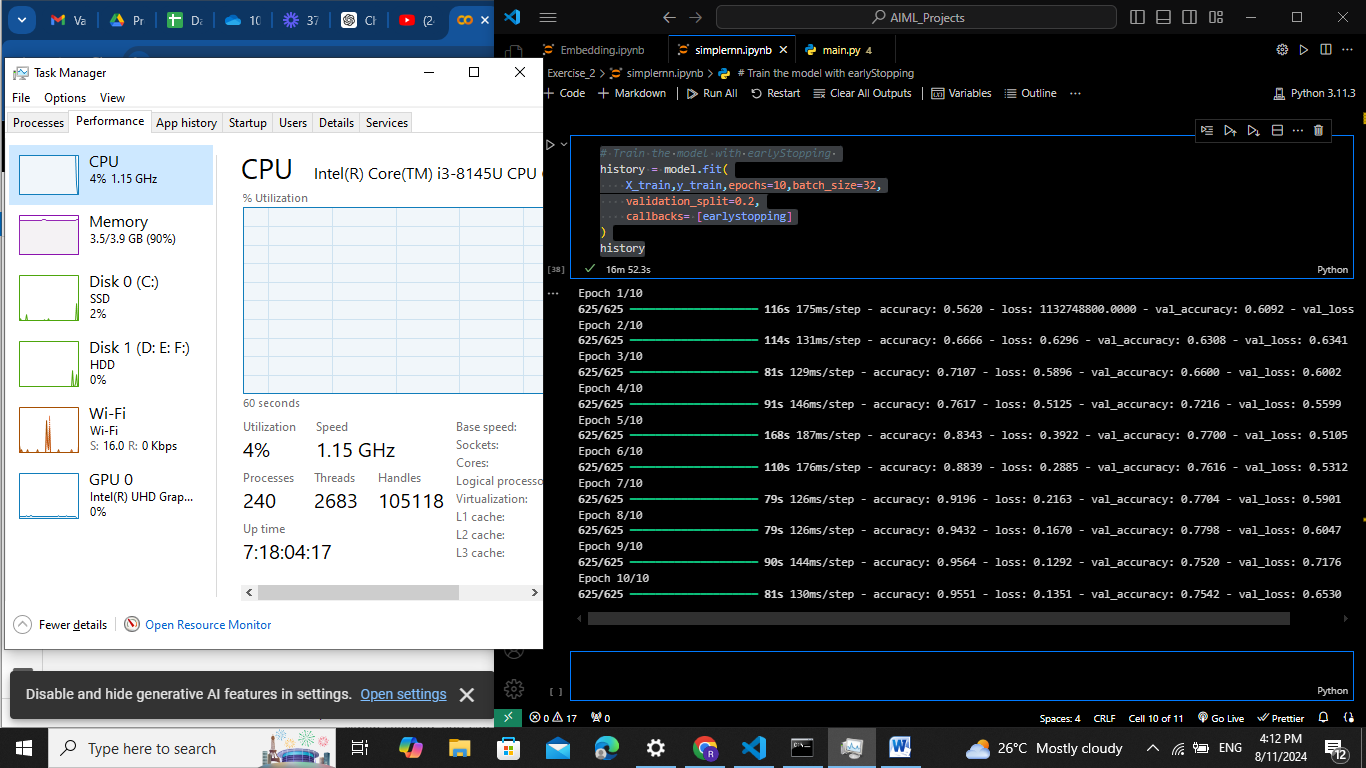 Va
Pr
Da
10
37
Ch
(2
Task Manager
File Options View
Processes Performance App history Startup Users Details Services
CPU
4% 1.15 GHz
Memory
3.5/3.9 GB (90%)
Disk 0 (C:)
SSD
2%
Disk 1 (D: E: F:)
HDD
0%
Wi-Fi
Wi-Fi
S: 16.0 R: 0 Kbps
GPU 0
Intel(R) UHD Grap...
0%
CPU Intel(R) Core(TM) i3-8145U CPU
% Utilization
60 seconds
Utilization Speed Base speed:
4% 1.15 GHz Sockets:
Cores:
Processes Threads Handles Logical processo
240 2683 105118 Virtualization:
L1 cache:
Up time L2 cache:
7:18:04:17 L3 cache:
Fewer details Open Resource Monitor
Disable and hide generative AI features in settings. Open settings
AIML_Projects
Embedding.ipynb simplernn.ipynb main.py 4
Exercise_2 > simplernn.ipynb > # Train the model with earlyStopping
+ Code + Markdown Run All Restart Clear All Outputs Variables Outline ... Python 3.11.3
# Train the model with earlyStopping
history = model.fit(
X_train,y_train,epochs=10,batch_size=32,
validation_split=0.2,
callbacks= [earlystopping]
)
history
[38] 16m 52.3s Python
Epoch 1/10
625/625 116s 175ms/step - accuracy: 0.5620 - loss: 1132748800.0000 - val_accuracy: 0.6092 - val_loss
Epoch 2/10
625/625 114s 131ms/step - accuracy: 0.6666 - loss: 0.6296 - val_accuracy: 0.6308 - val_loss: 0.6341
Epoch 3/10
625/625 81s 129ms/step - accuracy: 0.7107 - loss: 0.5896 - val_accuracy: 0.6600 - val_loss: 0.6002
Epoch 4/10
625/625 91s 146ms/step - accuracy: 0.7617 - loss: 0.5125 - val_accuracy: 0.7216 - val_loss: 0.5599
Epoch 5/10
625/625 168s 187ms/step - accuracy: 0.8343 - loss: 0.3922 - val_accuracy: 0.7700 - val_loss: 0.5105
Epoch 6/10
625/625 110s 176ms/step - accuracy: 0.8839 - loss: 0.2885 - val_accuracy: 0.7616 - val_loss: 0.5312
Epoch 7/10
625/625 79s 126ms/step - accuracy: 0.9196 - loss: 0.2163 - val_accuracy: 0.7704 - val_loss: 0.5901
Epoch 8/10
625/625 79s 126ms/step - accuracy: 0.9432 - loss: 0.1670 - val_accuracy: 0.7798 - val_loss: 0.6047
Epoch 9/10
625/625 90s 144ms/step - accuracy: 0.9564 - loss: 0.1292 - val_accuracy: 0.7520 - val_loss: 0.7176
Epoch 10/10
625/625 81s 130ms/step - accuracy: 0.9551 - loss: 0.1351 - val_accuracy: 0.7542 - val_loss: 0.6530
[ ] Python
0 17 0 Spaces: 4 CRLF Cell 10 of 11 Go Live Prettier
Type here to search
26°C Mostly cloudy ENG 4:12 PM
8/11/2024 12